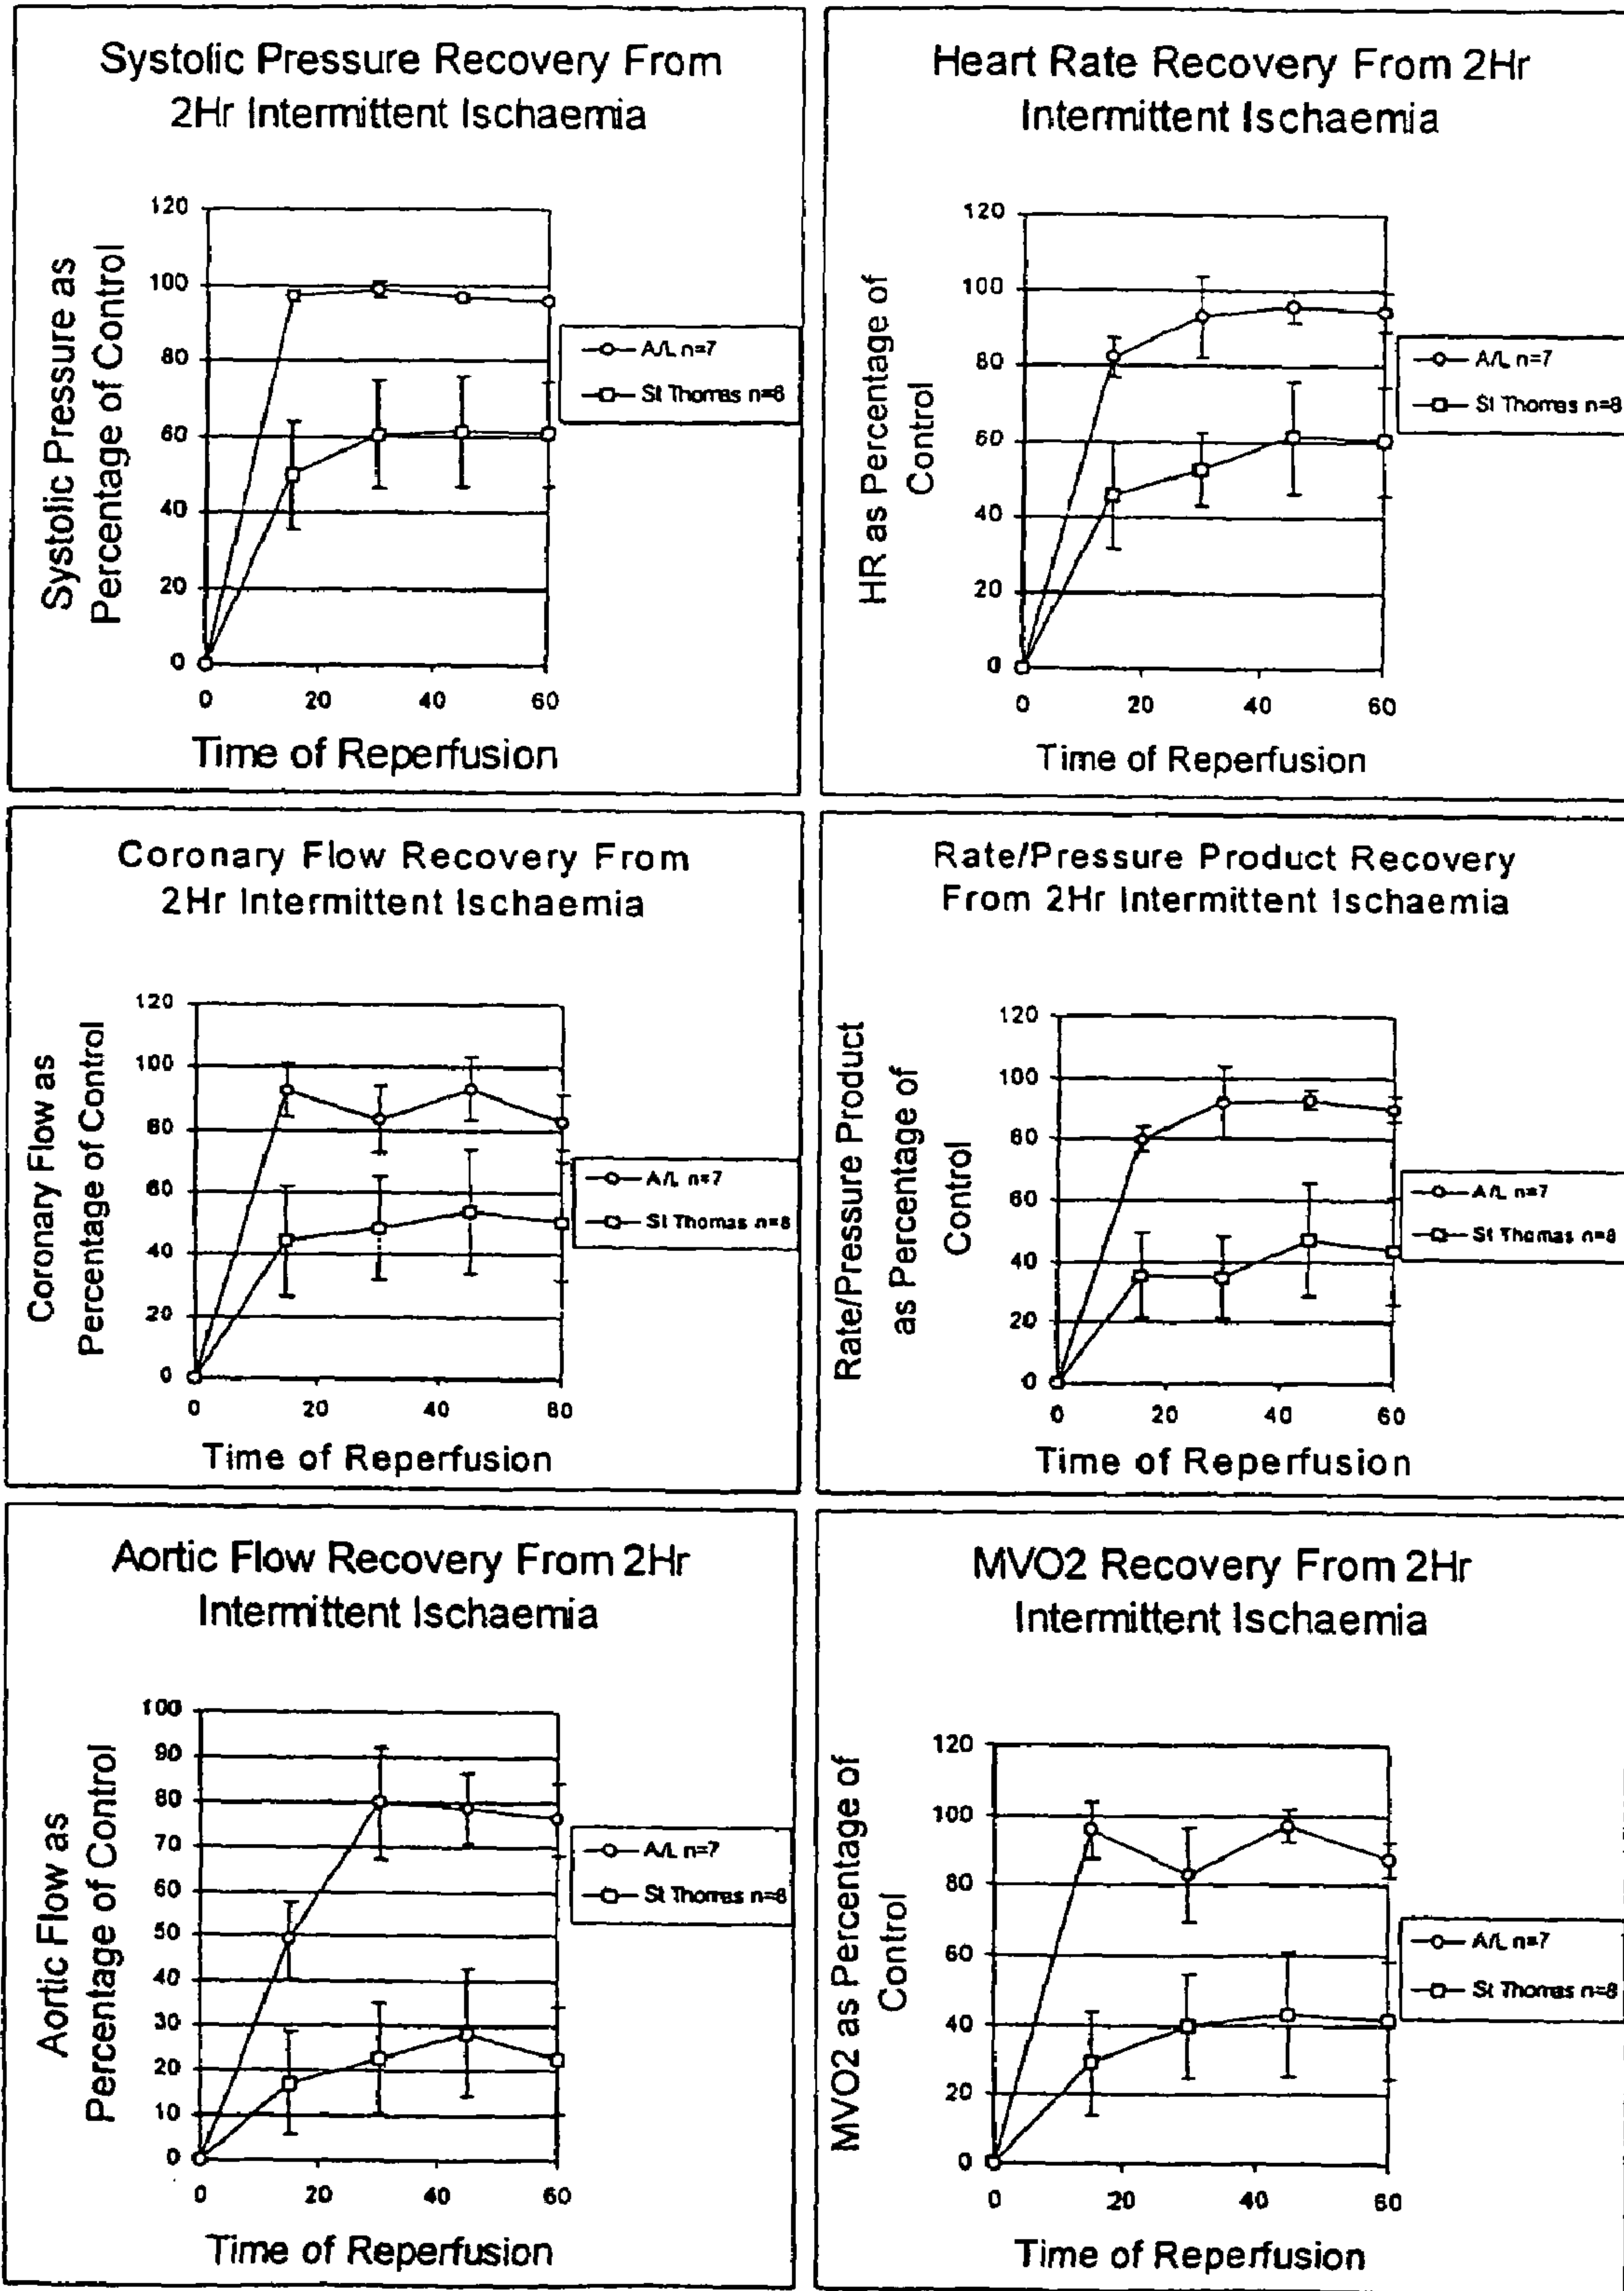 Systolic Pressure Recovery From
2Hr Intermittent Ischaemia
Systolic Pressure as
Percentage of Control
120
100
80
60
40
20
0
0 20 40 60
Time of Reperfusion
A/L n=7
St Thomas n=8
Heart Rate Recovery From 2Hr
Intermittent Ischaemia
HR as Percentage of
Control
120
100
80
60
40
20
0
0 20 40 60
Time of Reperfusion
A/L n=7
St Thomas n=8
Coronary Flow Recovery From
2Hr Intermittent Ischaemia
Coronary Flow as
Percentage of Control
120
100
80
60
40
20
0
0 20 40 60
Time of Reperfusion
A/L n=7
St Thomas n=8
Rate/Pressure Product Recovery
From 2Hr Intermittent Ischaemia
Rate/Pressure Product
as Percentage of
Control
120
100
80
60
40
20
0
0 20 40 60
Time of Reperfusion
A/L n=7
St Thomas n=8
Aortic Flow Recovery From 2Hr
Intermittent Ischaemia
Aortic Flow as
Percentage of Control
100
90
80
70
60
50
40
30
20
10
0
0 20 40 60
Time of Reperfusion
A/L n=7
St Thomas n=8
MVO2 Recovery From 2Hr
Intermittent Ischaemia
MVO2 as Percentage of
Control
120
100
80
60
40
20
0
0 20 40 60
Time of Reperfusion
A/L n=7
St Thomas n=8